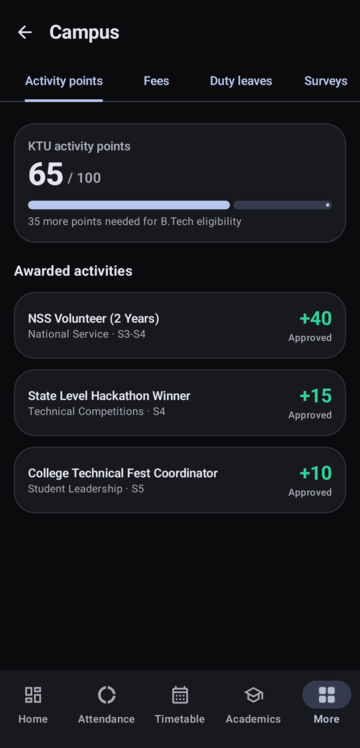 Campus
Activity points
Fees
Duty leaves
Surveys
KTU activity points
65 / 100
35 more points needed for B.Tech eligibility
Awarded activities
NSS Volunteer (2 Years)
National Service · S3-S4
+40
Approved
State Level Hackathon Winner
Technical Competitions · S4
+15
Approved
College Technical Fest Coordinator
Student Leadership · S5
+10
Approved
Home
Attendance
Timetable
Academics
More